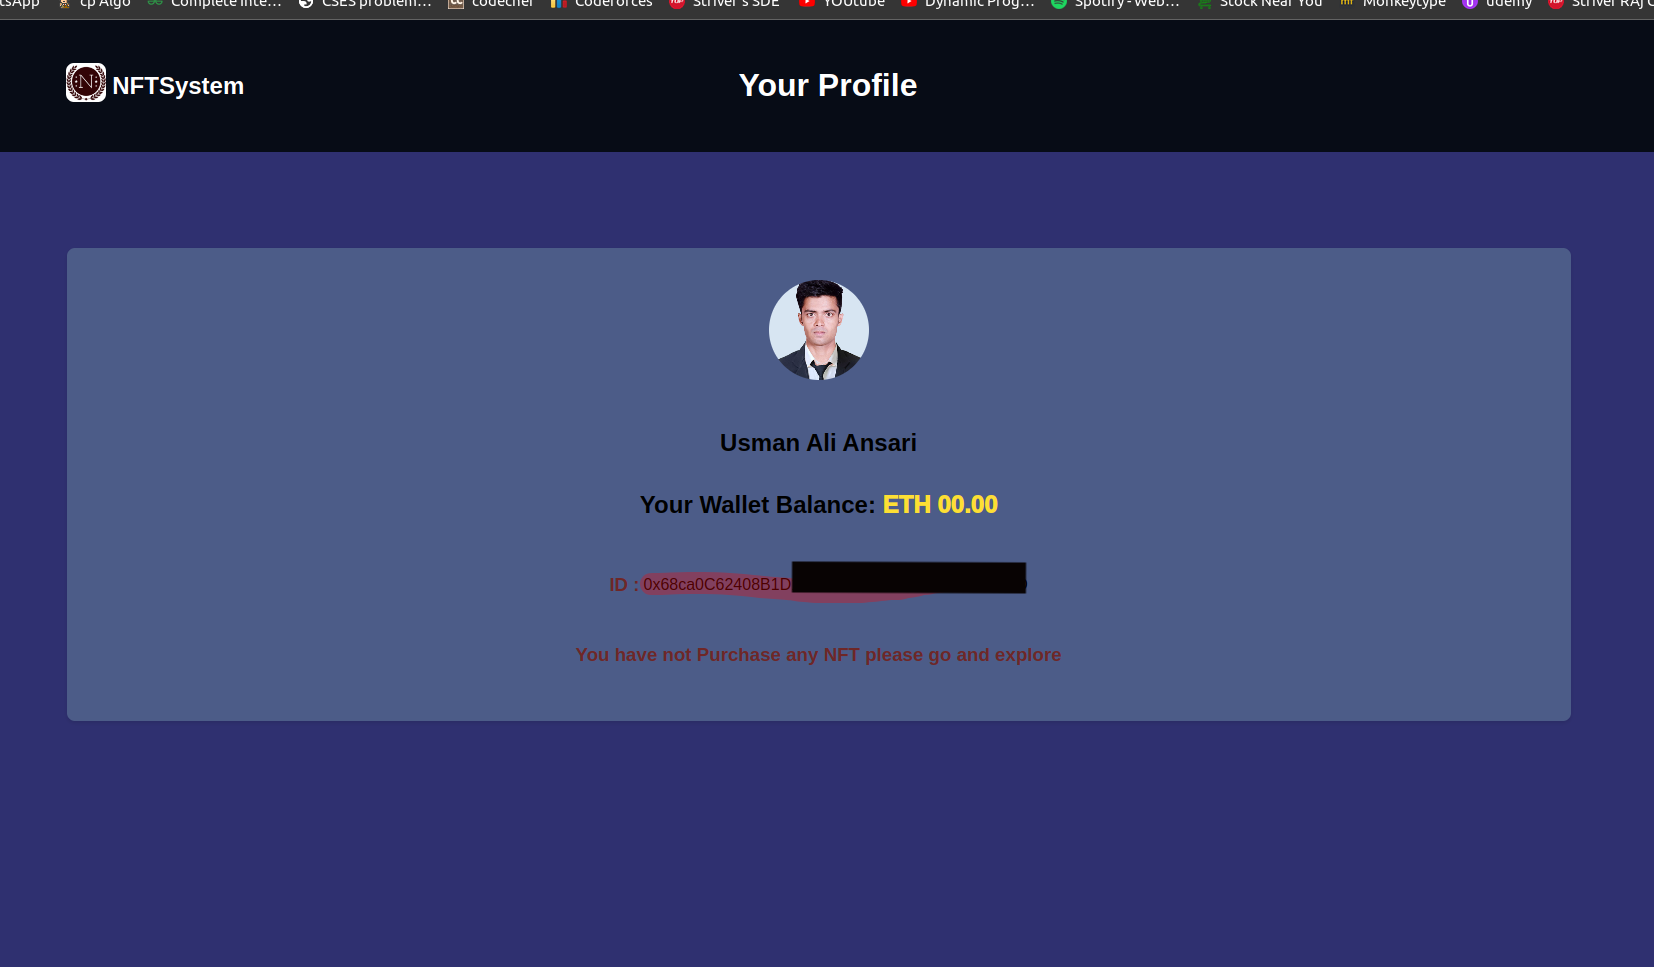 tsApp cp Algo Complete Inte... CSES problem... codechef Codeforces Striver's SDE YOUtube Dynamic Prog... Spotify - Web... Stock Near You Monkeytype udemy Striver RAJ
NFTSystem
Your Profile
Usman Ali Ansari
Your Wallet Balance: ETH 00.00
ID : 0x68ca0C62408B1D
You have not Purchase any NFT please go and explore